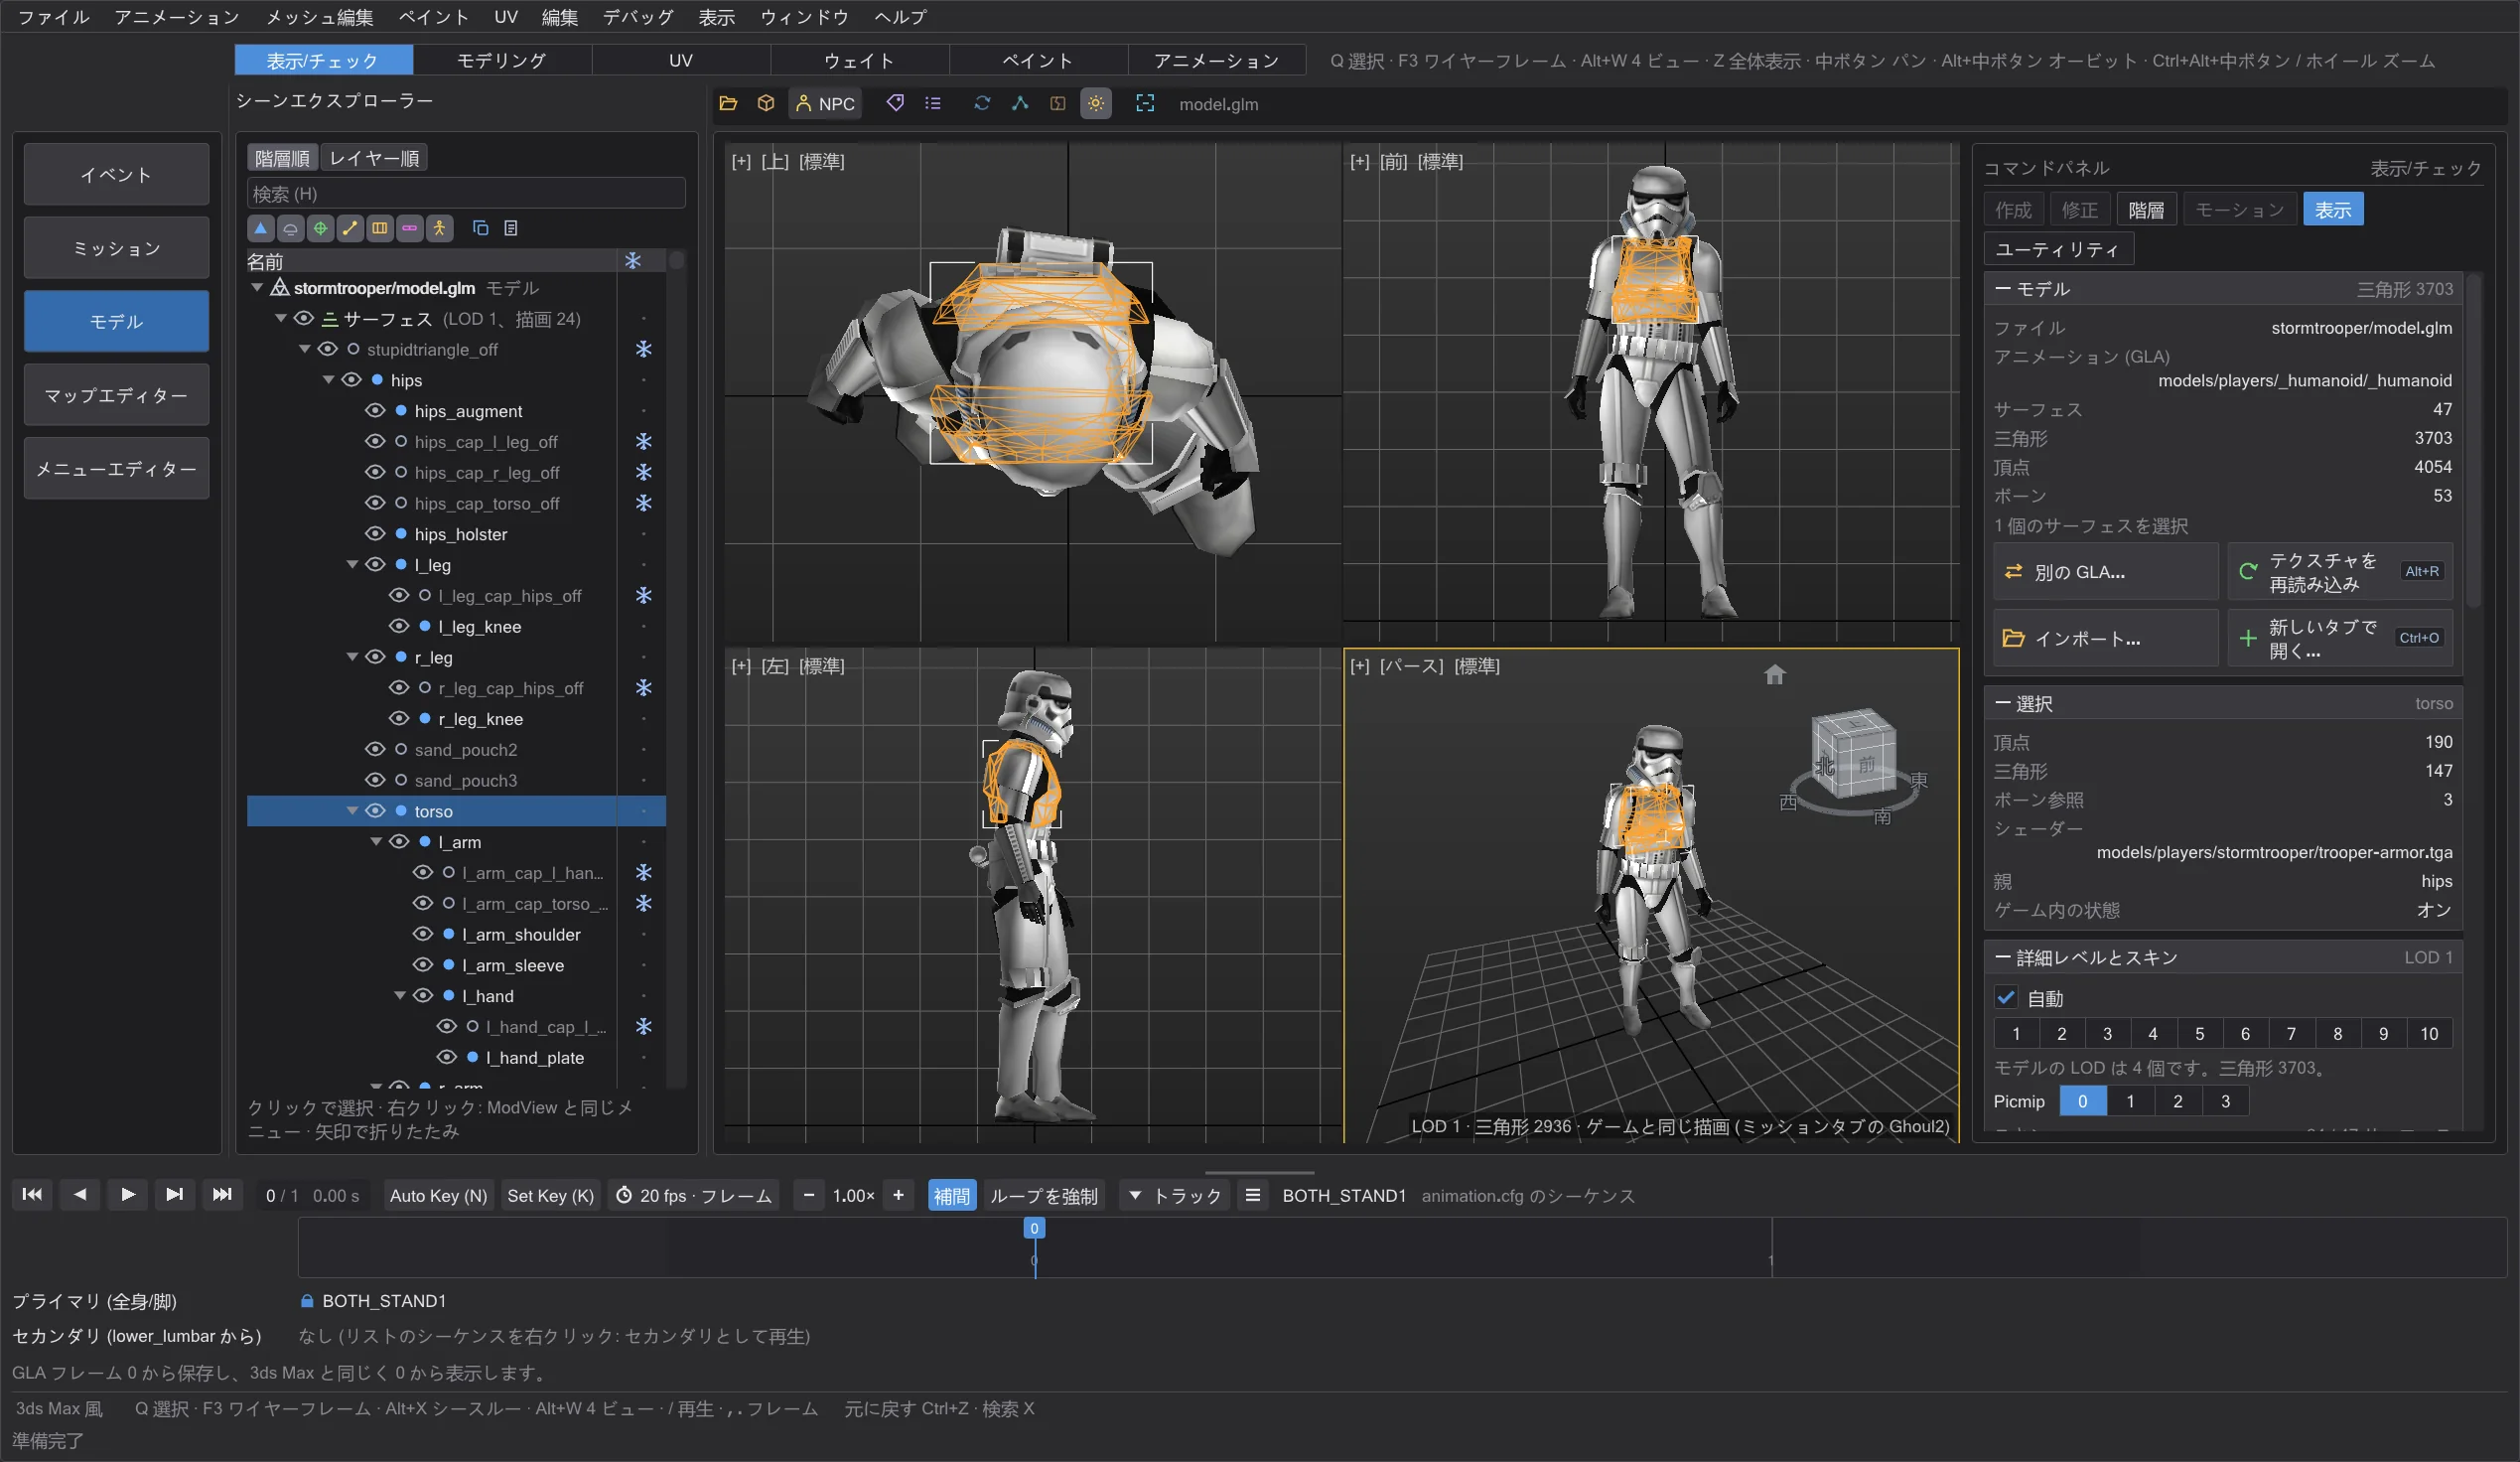 ファイル アニメーション メッシュ編集 ペイント UV 編集 デバッグ 表示 ウィンドウ ヘルプ
表示/チェック モデリング UV ウェイト ペイント アニメーション Q 選択 · F3 ワイヤーフレーム · Alt+W 4 ビュー · Z 全体表示 · 中ボタン パン · Alt+中ボタン オービット · Ctrl+Alt+中ボタン / ホイール ズーム
イベント
ミッション
モデル
マップエディター
メニューエディター
シーンエクスプローラー
階層順 レイヤー順
検索 (H)
名前
stormtrooper/model.glm モデル
サーフェス (LOD 1、描画 24)
stupidtriangle_off
hips
hips_augment
hips_cap_l_leg_off
hips_cap_r_leg_off
hips_cap_torso_off
hips_holster
l_leg
l_leg_cap_hips_off
l_leg_knee
r_leg
r_leg_cap_hips_off
r_leg_knee
sand_pouch2
sand_pouch3
torso
l_arm
l_arm_cap_l_han...
l_arm_cap_torso_...
l_arm_shoulder
l_arm_sleeve
l_hand
l_hand_cap_l_...
l_hand_plate
r_arm
クリックで選択 · 右クリック: ModView と同じメ
ニュー · 矢印で折りたたみ
NPC model.glm
[+] [上] [標準]
[+] [前] [標準]
[+] [左] [標準]
[+] [パース] [標準]
上
北 前 東
西 南
LOD 1 · 三角形 2936 · ゲームと同じ描画 (ミッションタブの Ghoul2)
コマンドパネル 表示/チェック
作成 修正 階層 モーション 表示
ユーティリティ
モデル 三角形 3703
ファイル stormtrooper/model.glm
アニメーション (GLA)
models/players/_humanoid/_humanoid
サーフェス 47
三角形 3703
頂点 4054
ボーン 53
1 個のサーフェスを選択
別の GLA...
テクスチャを
再読み込み Alt+R
インポート...
新しいタブで
開く... Ctrl+O
選択 torso
頂点 190
三角形 147
ボーン参照 3
シェーダー
models/players/stormtrooper/trooper-armor.tga
親 hips
ゲーム内の状態 オン
詳細レベルとスキン LOD 1
自動
1 2 3 4 5 6 7 8 9 10
モデルの LOD は 4 個です。三角形 3703。
Picmip 0 1 2 3
0 / 1 0.00 s Auto Key (N) Set Key (K) 20 fps · フレーム − 1.00× + 補間 ループを強制 トラック BOTH_STAND1 animation.cfg のシーケンス
0
0 1
プライマリ (全身/脚) BOTH_STAND1
セカンダリ (lower_lumbar から) なし (リストのシーケンスを右クリック: セカンダリとして再生)
GLA フレーム 0 から保存し、3ds Max と同じく 0 から表示します。
3ds Max 風 Q 選択 · F3 ワイヤーフレーム · Alt+X シースルー · Alt+W 4 ビュー · / 再生 · , . フレーム 元に戻す Ctrl+Z · 検索 X
準備完了